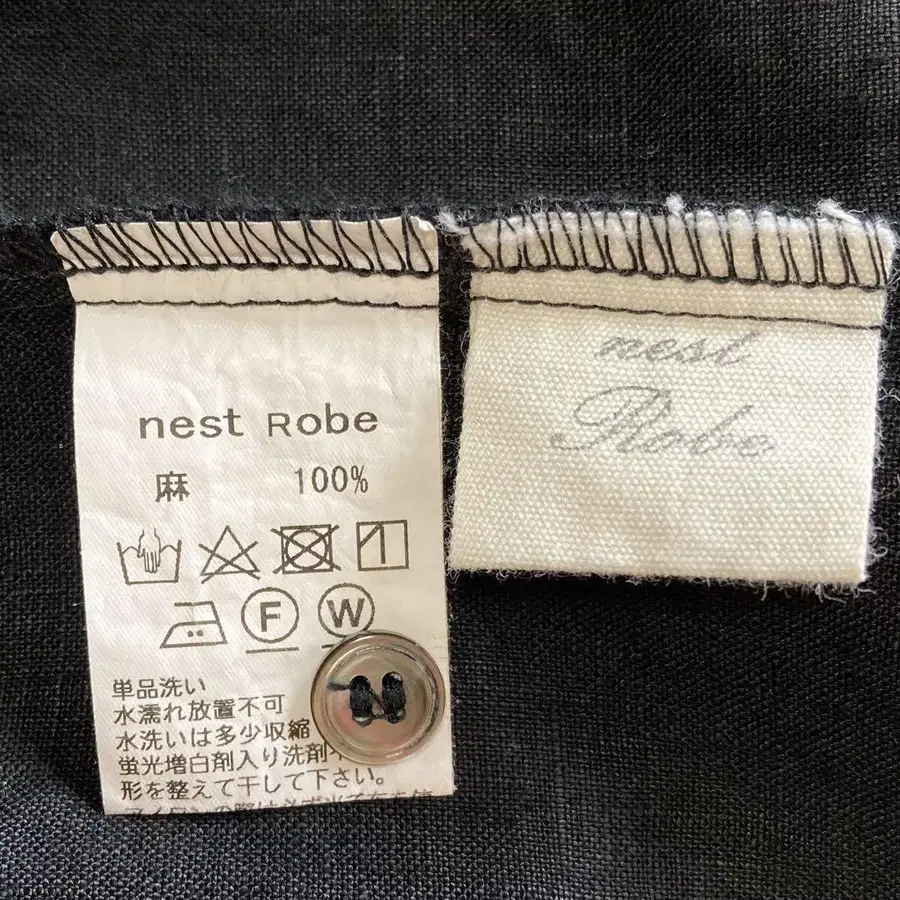 nest Robe
麻 100%
F W
単品洗い
水濡れ放置不可
水洗いは多少収縮
蛍光増白剤入り洗剤
形を整えて干して下さい。
nest
Robe